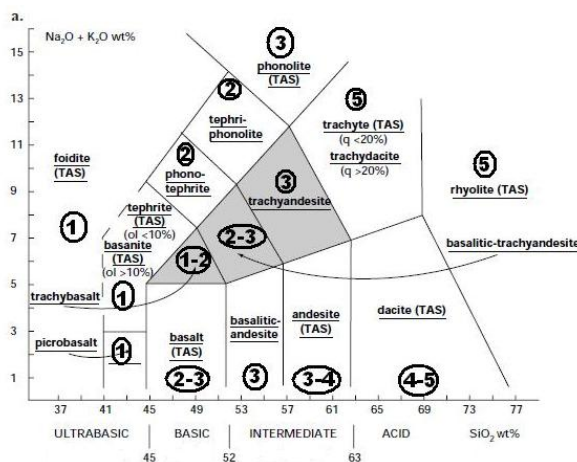 a.
Na₂O + K₂O wt%
15
13
11
9
7
5
3
1
3
phonolite
(TAS)
2
tephri-
phonolite
5
trachyte (TAS)
(q <20%)
trachydacite
(q >20%)
foidite
(TAS)
1
2
phono-
tephrite
3
trachyandesite
5
rhyolite (TAS)
tephrite
(TAS)
(ol <10%)
basanite
(TAS)
(ol >10%)
2-3
1-2
basaltic-trachyandesite
trachybasalt
1
picrobasalt
basalt
(TAS)
2-3
basaltic-
andesite
3
andesite
(TAS)
3-4
dacite (TAS)
4-5
37 41 45 49 53 57 61 65 69 73 77
ULTRABASIC BASIC INTERMEDIATE ACID SiO₂ wt%
45 52 63